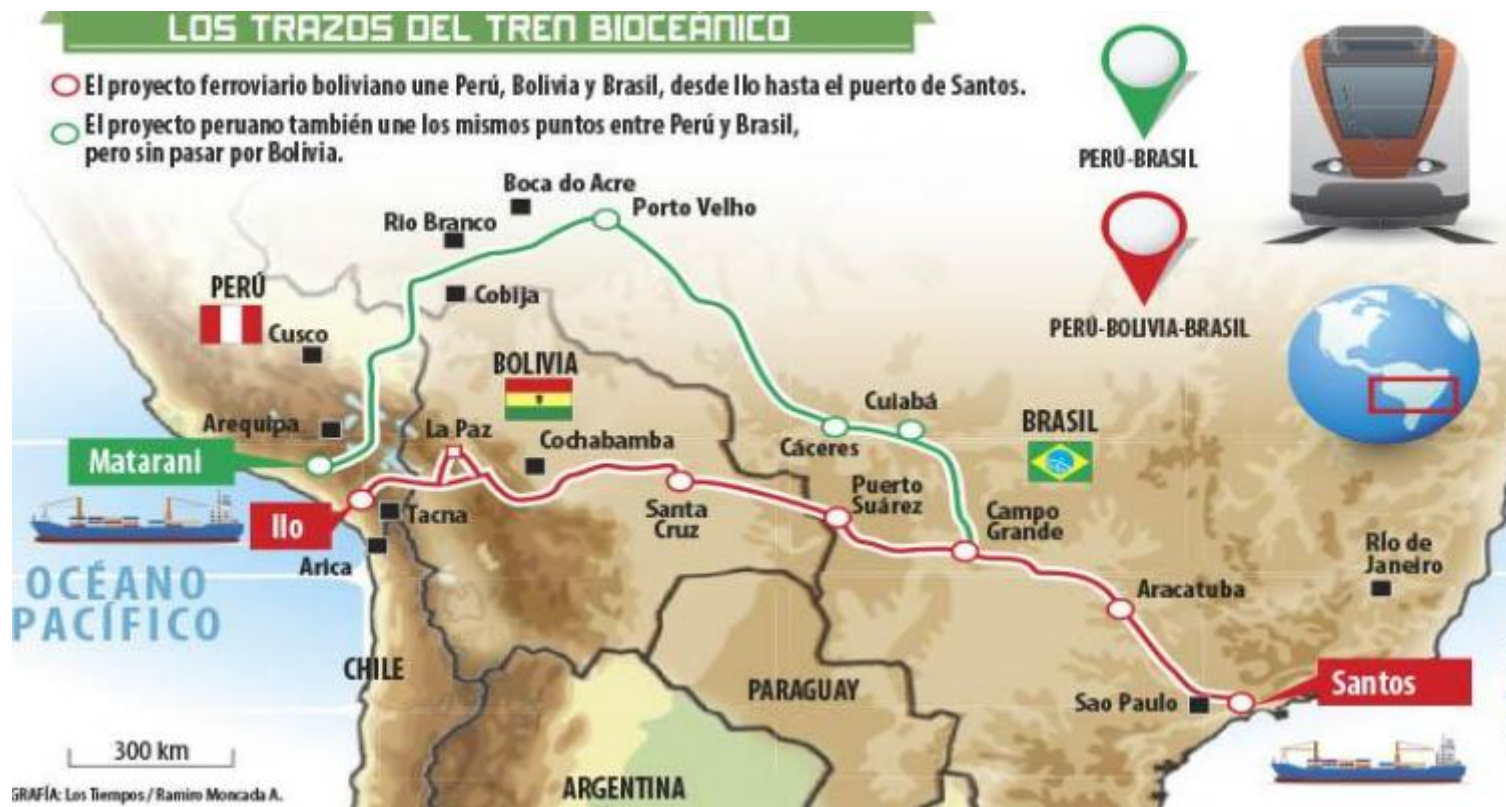 LOS TRAZOS DEL TREN BIOCEÁNICO
El proyecto ferroviario boliviano une Perú, Bolivia y Brasil, desde Ilo hasta el puerto de Santos.
El proyecto peruano también une los mismos puntos entre Perú y Brasil,
pero sin pasar por Bolivia.
PERÚ-BRASIL
PERÚ-BOLIVIA-BRASIL
Boca do Acre
Porto Velho
Rio Branco
Cobija
PERÚ
Cusco
BOLIVIA
Arequipa
La Paz
Cochabamba
Matarani
Cuiabá
Cáceres
BRASIL
Puerto
Suárez
Santa
Cruz
Campo
Grande
Ilo
Tacna
Arica
RIo de
Janeiro
OCÉANO
PACÍFICO
Aracatuba
CHILE
PARAGUAY
Santos
Sao Paulo
300 km
ARGENTINA
GRAFÍA: Los Tiempos / Ramiro Moncada A.